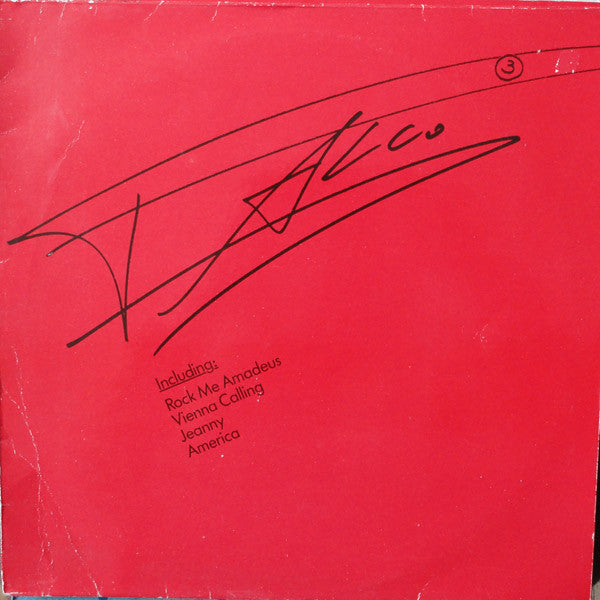 3
Falco
Including:
Rock Me Amadeus
Vienna Calling
Jeanny
America